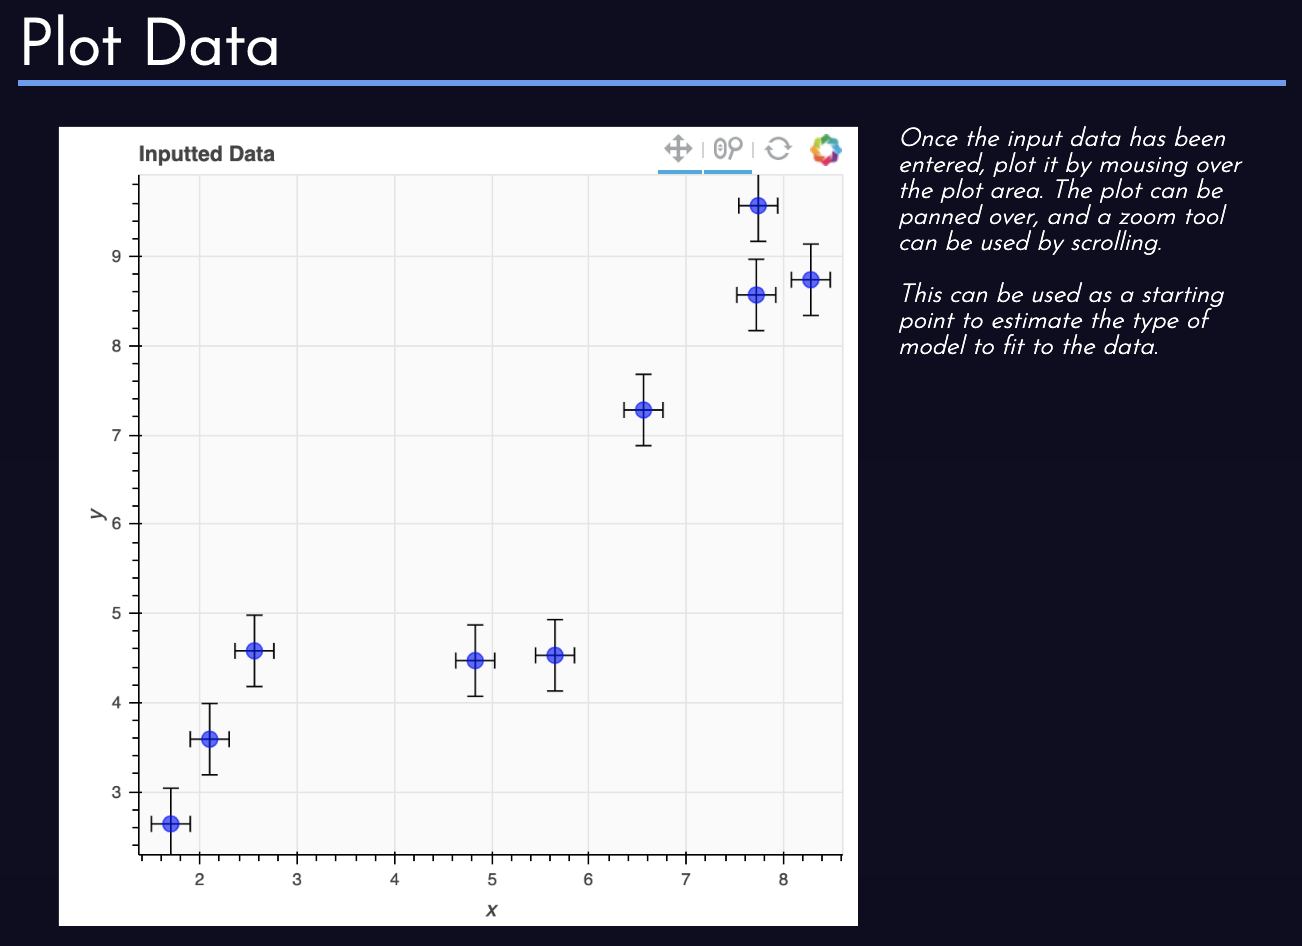 Plot Data
Inputted Data
Once the input data has been
entered, plot it by mousing over
the plot area. The plot can be
panned over, and a zoom tool
can be used by scrolling.
This can be used as a starting
point to estimate the type of
model to fit to the data.
9
8
7
6
5
4
3
y
2 3 4 5 6 7 8
x